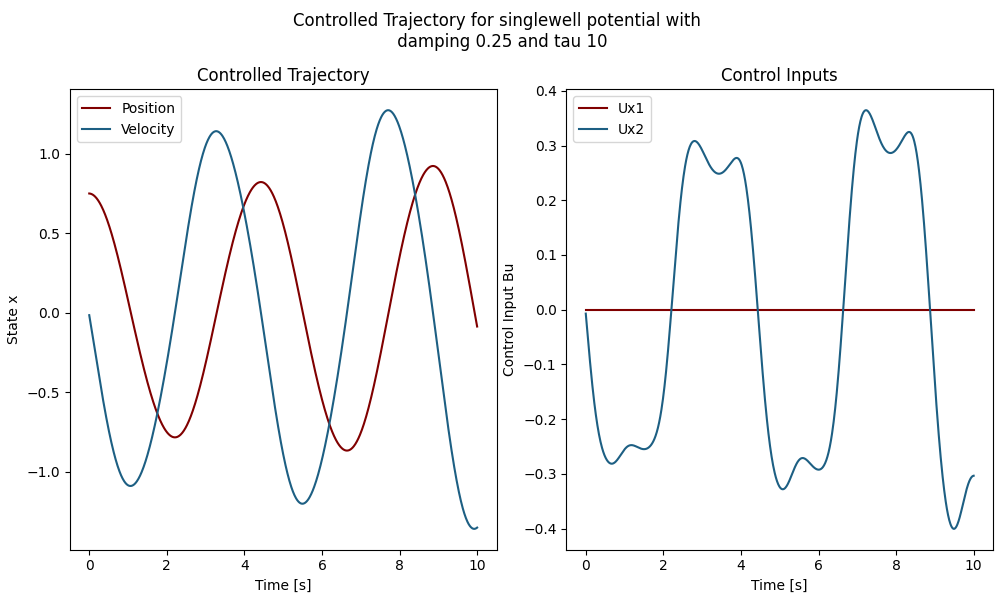 Controlled Trajectory for singlewell potential with
damping 0.25 and tau 10
Controlled Trajectory
Position
Velocity
1.0
0.5
0.0
−0.5
−1.0
State x
0 2 4 6 8 10
Time [s]
Control Inputs
Ux1
Ux2
0.4
0.3
0.2
0.1
0.0
−0.1
−0.2
−0.3
−0.4
Control Input Bu
0 2 4 6 8 10
Time [s]